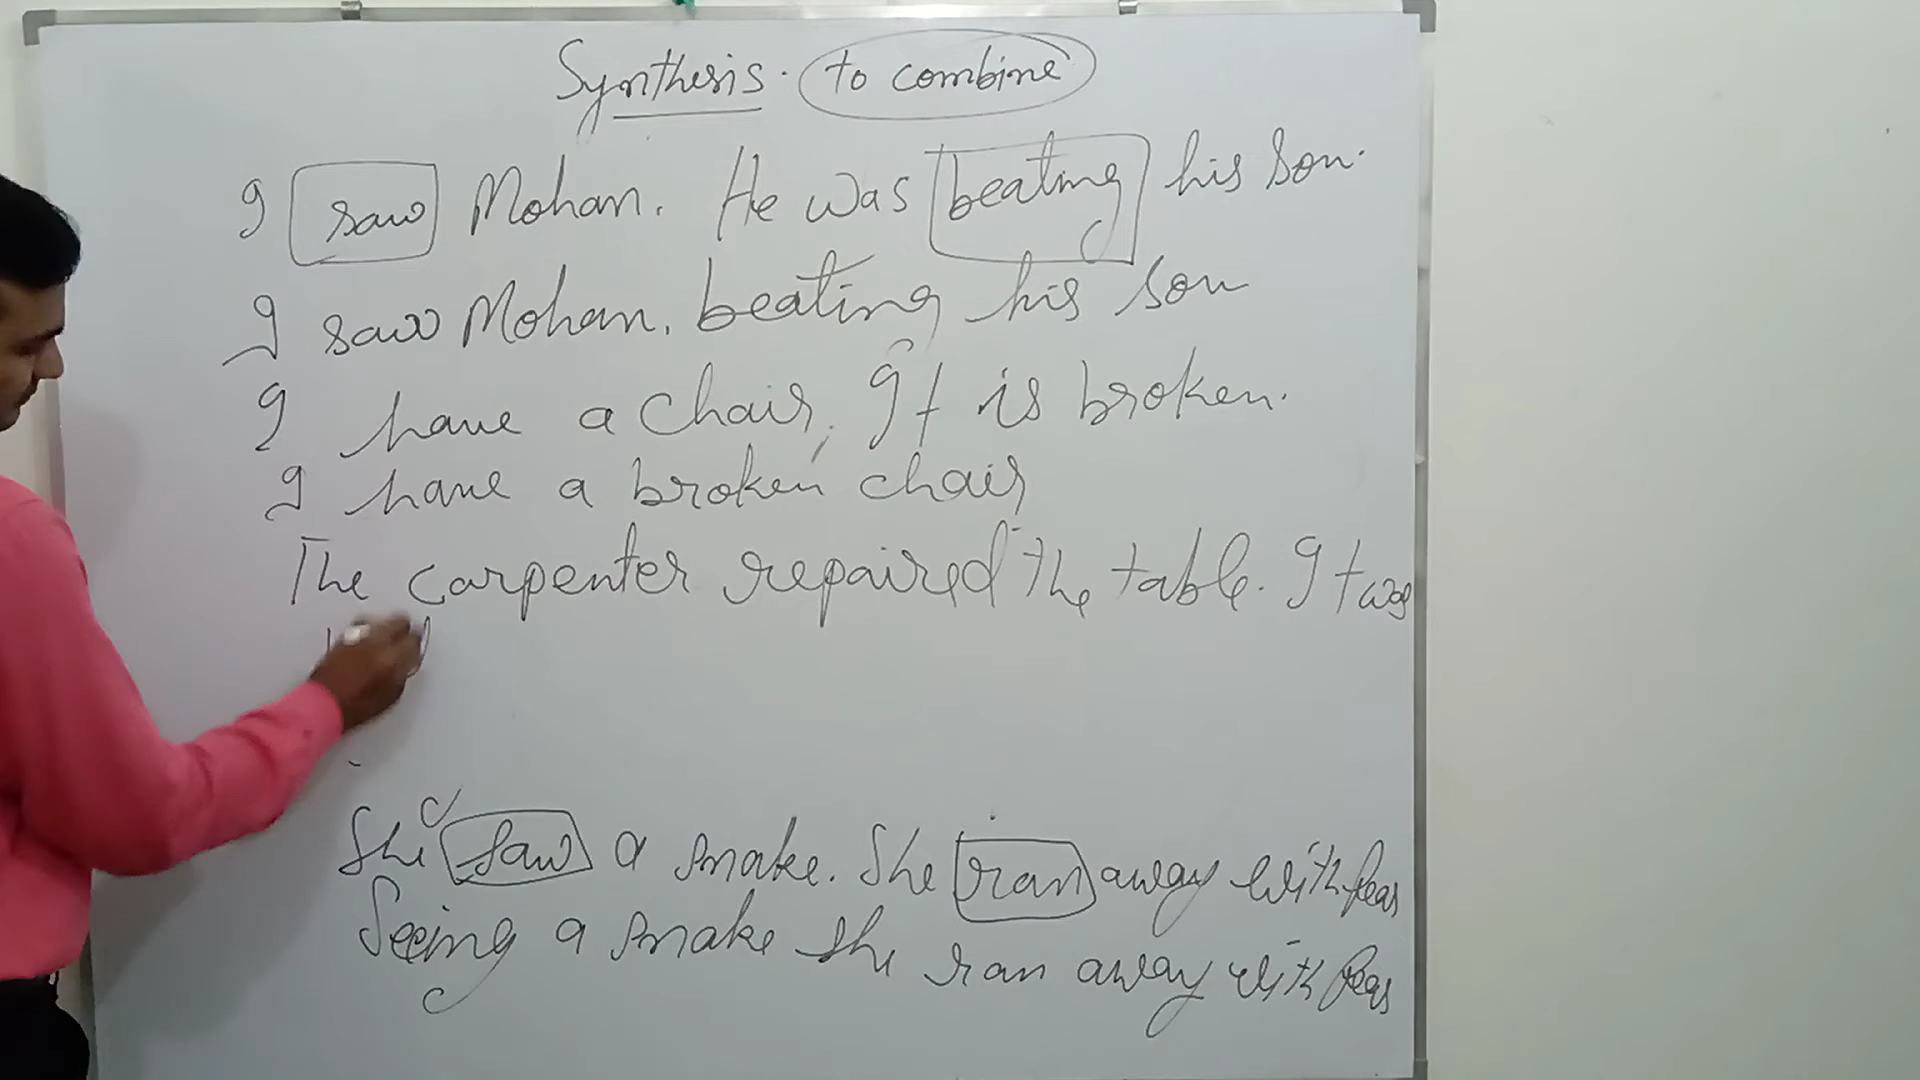 Synthesis. to combine
I saw Mohan. He was beating his son.
I saw Mohan. beating his son
I have a chair, It is broken.
I have a broken chair
The carpenter repaired the table. It was
She saw a snake. She ran away with fear
Seeing a snake she ran away with fear